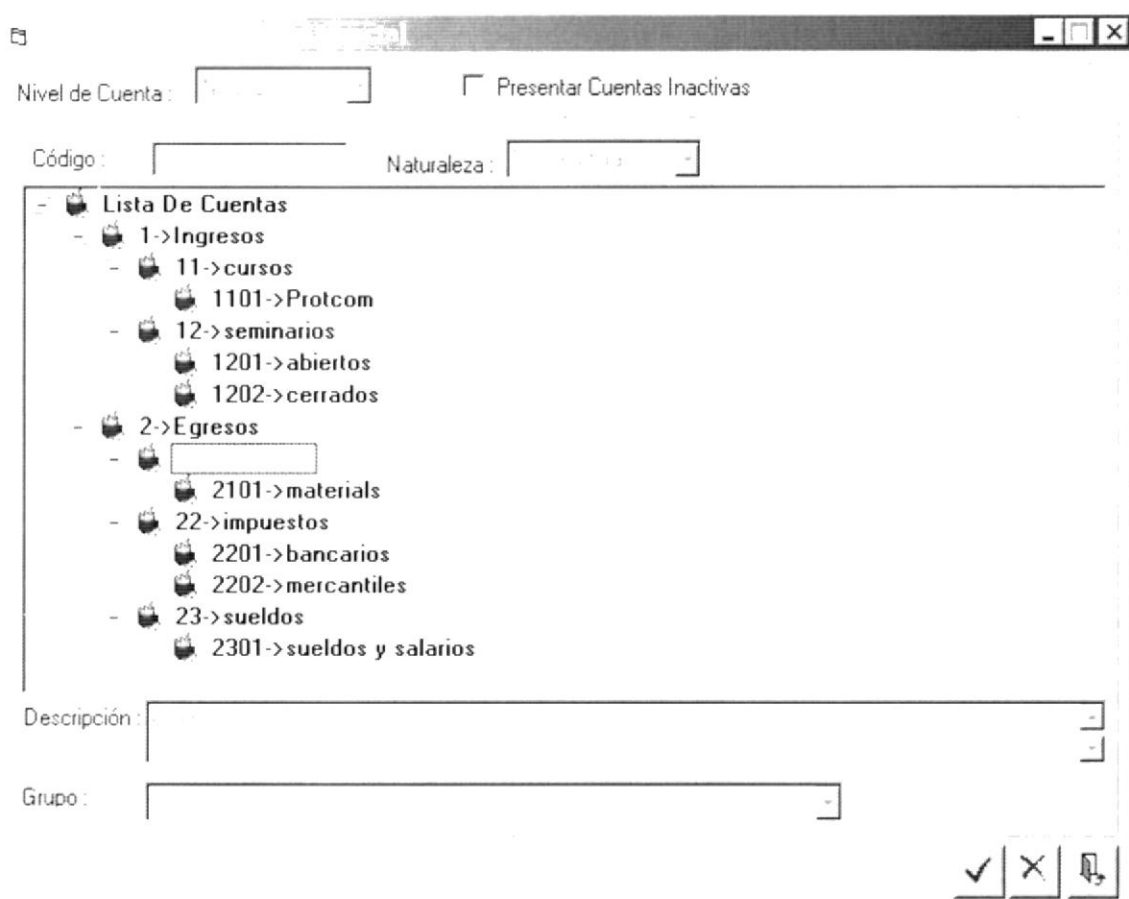 Nivel de Cuenta :
Presentar Cuentas Inactivas
Código :
Naturaleza :
Lista De Cuentas
1->Ingresos
11->cursos
1101->Protcom
12->seminarios
1201->abiertos
1202->cerrados
2->Egresos
2101->materials
22->impuestos
2201->bancarios
2202->mercantiles
23->sueldos
2301->sueldos y salarios
Descripción :
Grupo :